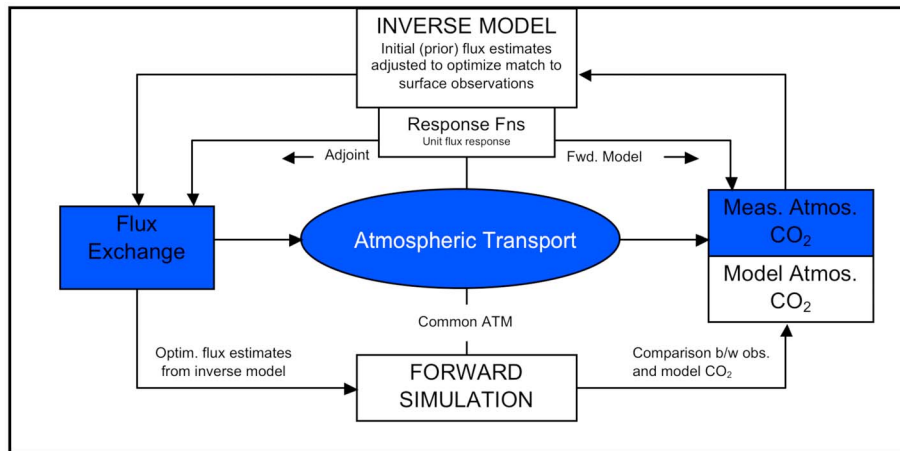 INVERSE MODEL
Initial (prior) flux estimates
adjusted to optimize match to
surface observations
Response Fns
Unit flux response
Adjoint
Fwd. Model
Flux
Exchange
Atmospheric Transport
Meas. Atmos.
CO₂
Model Atmos.
CO₂
Common ATM
Optim. flux estimates
from inverse model
FORWARD
SIMULATION
Comparison b/w obs.
and model CO₂